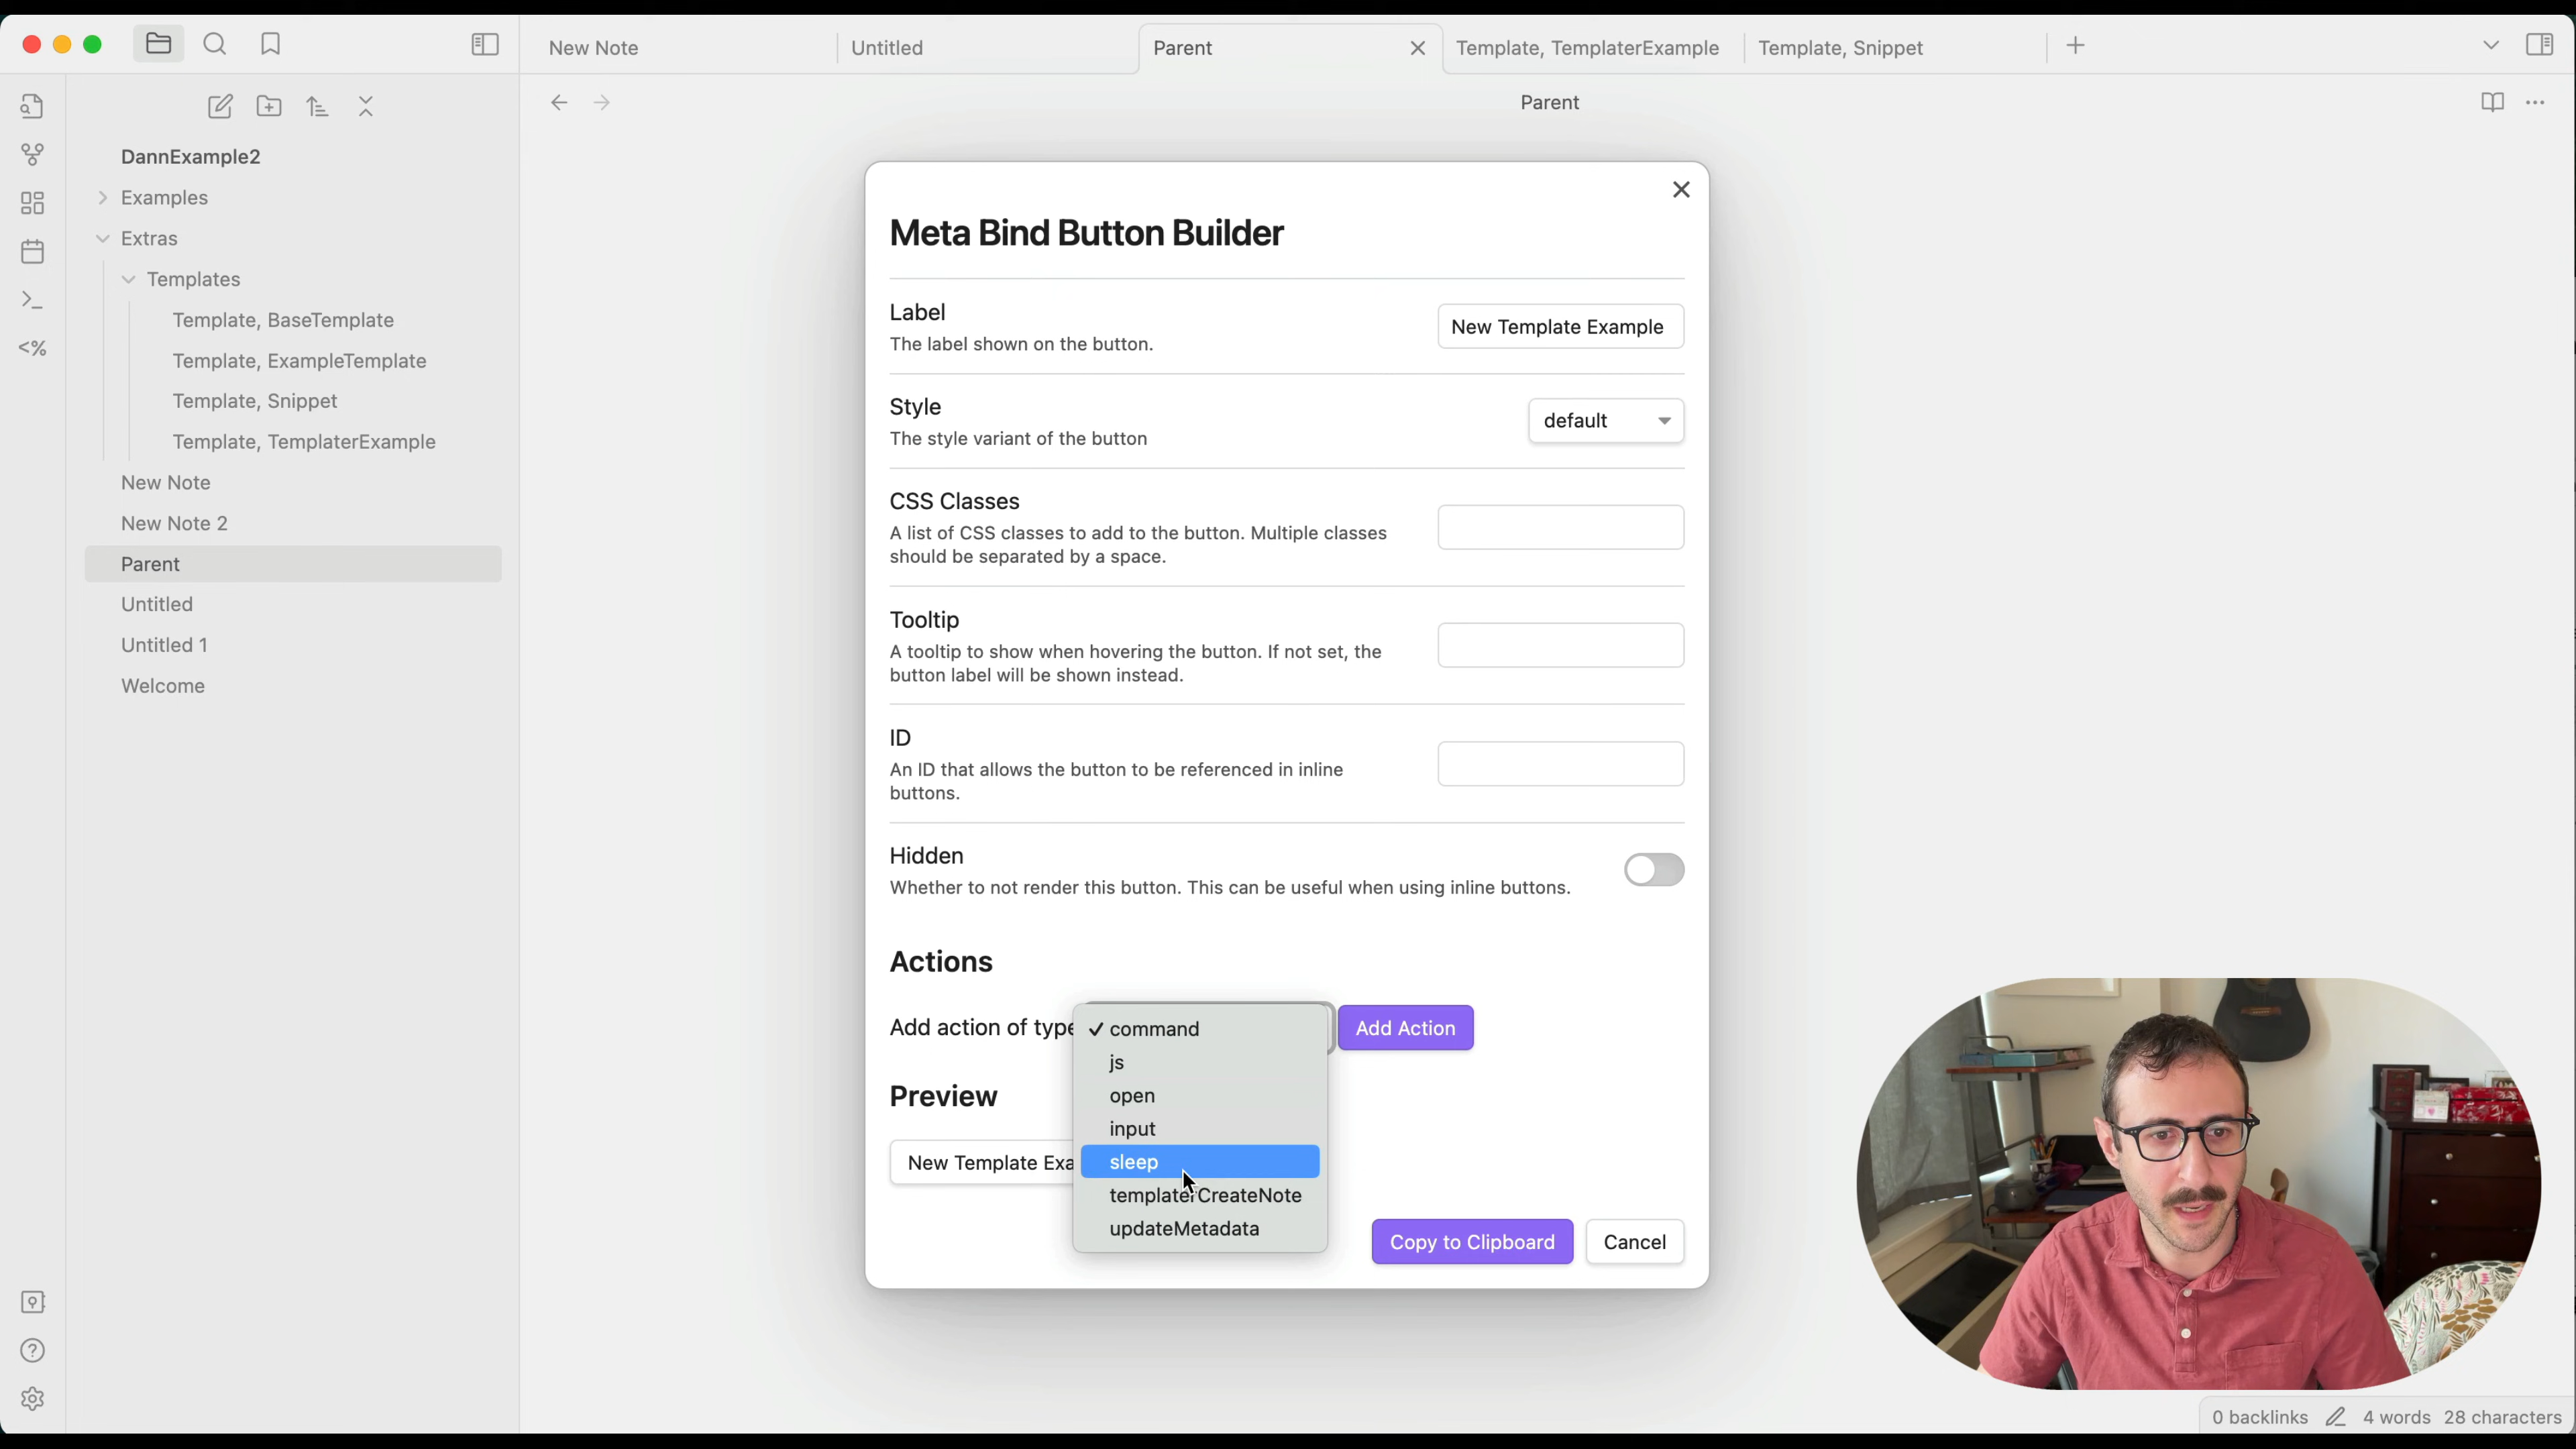 New Note
Untitled
Parent
Template, TemplaterExample
Template, Snippet
Parent
DannExample2
Examples
Extras
Templates
Template, BaseTemplate
Template, ExampleTemplate
Template, Snippet
Template, TemplaterExample
New Note
New Note 2
Parent
Untitled
Untitled 1
Welcome
<%
Meta Bind Button Builder
Label
The label shown on the button.
New Template Example
Style
The style variant of the button
default
CSS Classes
A list of CSS classes to add to the button. Multiple classes
should be separated by a space.
Tooltip
A tooltip to show when hovering the button. If not set, the
button label will be shown instead.
ID
An ID that allows the button to be referenced in inline
buttons.
Hidden
Whether to not render this button. This can be useful when using inline buttons.
Actions
Add action of type
✓ command
js
open
input
sleep
templaterCreateNote
updateMetadata
Add Action
Preview
New Template Exa
Copy to Clipboard
Cancel
0 backlinks
4 words
28 characters